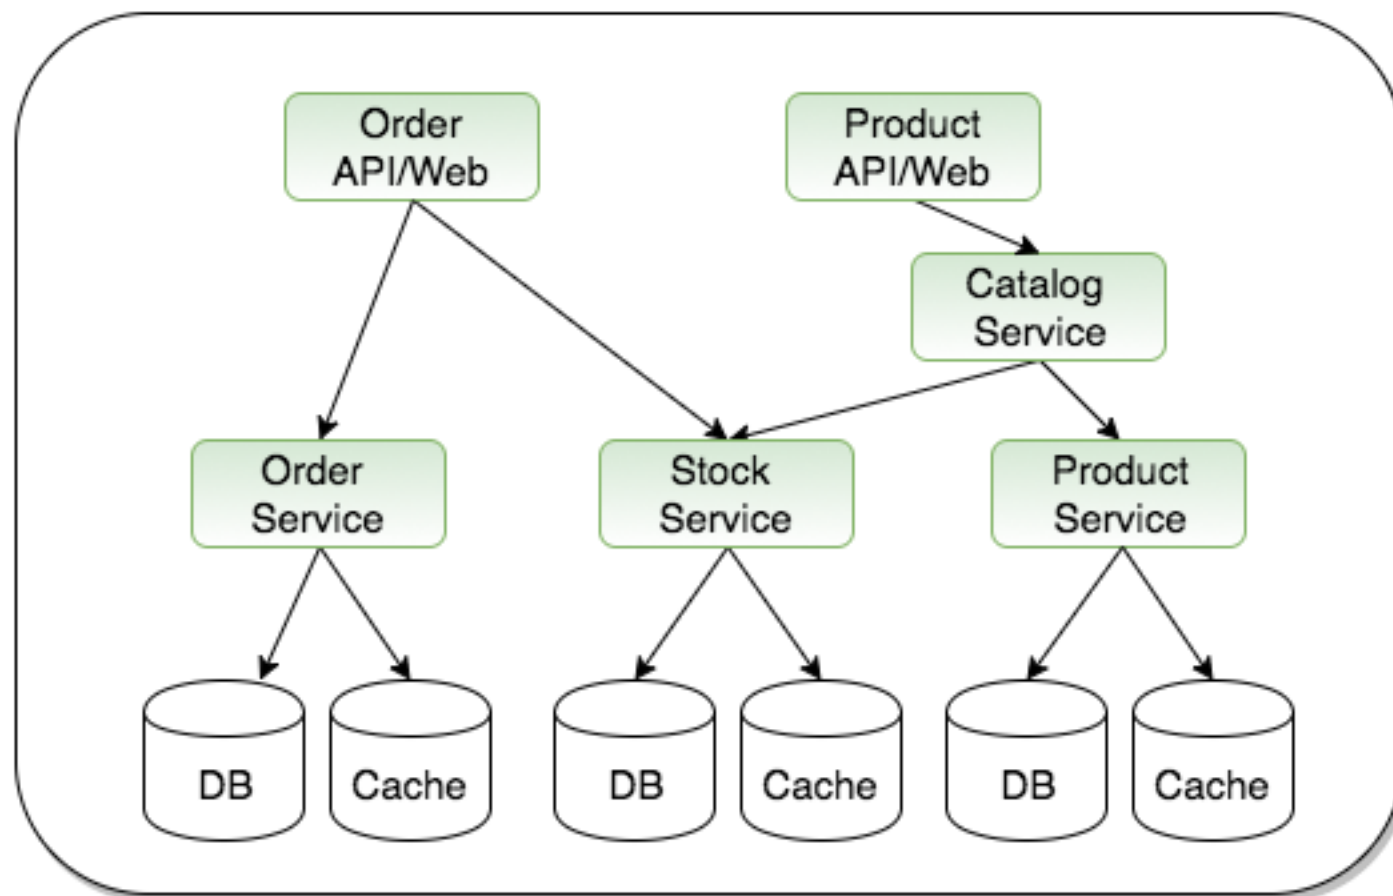 Order
API/Web
Product
API/Web
Catalog
Service
Order
Service
Stock
Service
Product
Service
DB
Cache
DB
Cache
DB
Cache